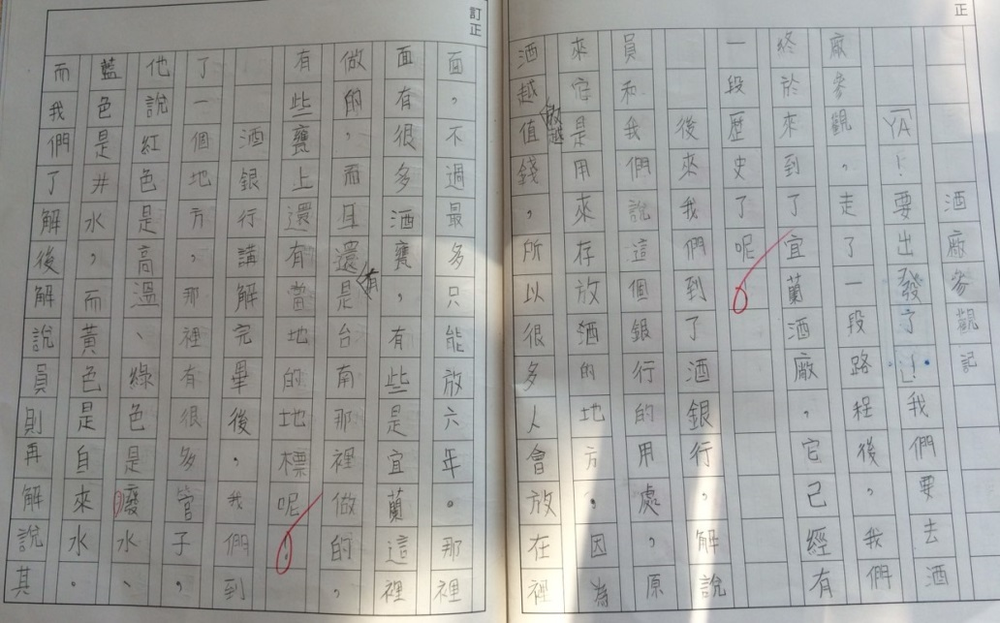 正
酒廠參觀記
「YA！要出發了！」我們要去酒
廠參觀，走了一段路程後，我們
終於來到了宜蘭酒廠，它已經有
一段歷史了呢。
後來我們到了酒銀行，解說
員和我們說這個銀行的用處，原
來它是用來存放酒的地方，因為
酒越放越值錢，所以很多人會放在裡
訂正
面，不過最多只能放六年。那裡
面有很多酒甕，有些是宜蘭這裡
做的，而且還有是台南那裡做的，
有些甕上還有當地的地標呢。
酒銀行講解完畢後，我們到
了一個地方，那裡有很多管子，
他說紅色是高溫、綠色是廢水、
藍色是井水，而黃色是自來水。
而我們了解後解說員則再解說其